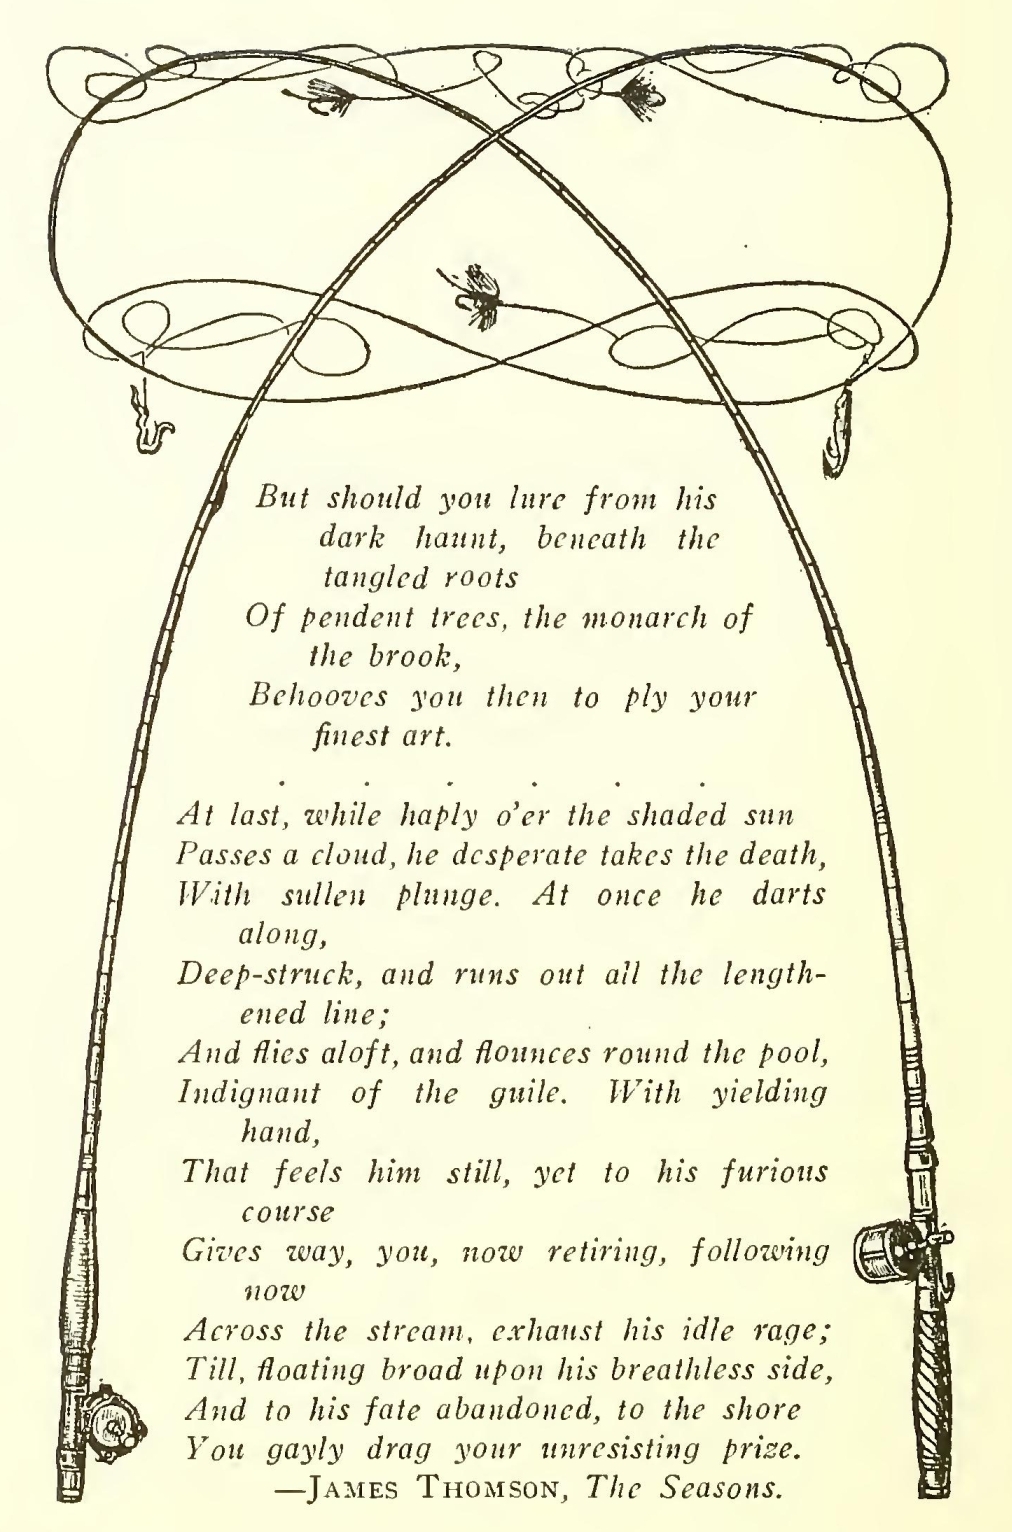 But should you lure from his
dark haunt, beneath the
tangled roots
Of pendent trees, the monarch of
the brook,
Behooves you then to ply your
finest art.
. . . . . .
At last, while haply o'er the shaded sun
Passes a cloud, he desperate takes the death,
With sullen plunge. At once he darts
along,
Deep-struck, and runs out all the length-
ened line;
And flies aloft, and flounces round the pool,
Indignant of the guile. With yielding
hand,
That feels him still, yet to his furious
course
Gives way, you, now retiring, following
now
Across the stream, exhaust his idle rage;
Till, floating broad upon his breathless side,
And to his fate abandoned, to the shore
You gayly drag your unresisting prize.
—JAMES THOMSON, The Seasons.